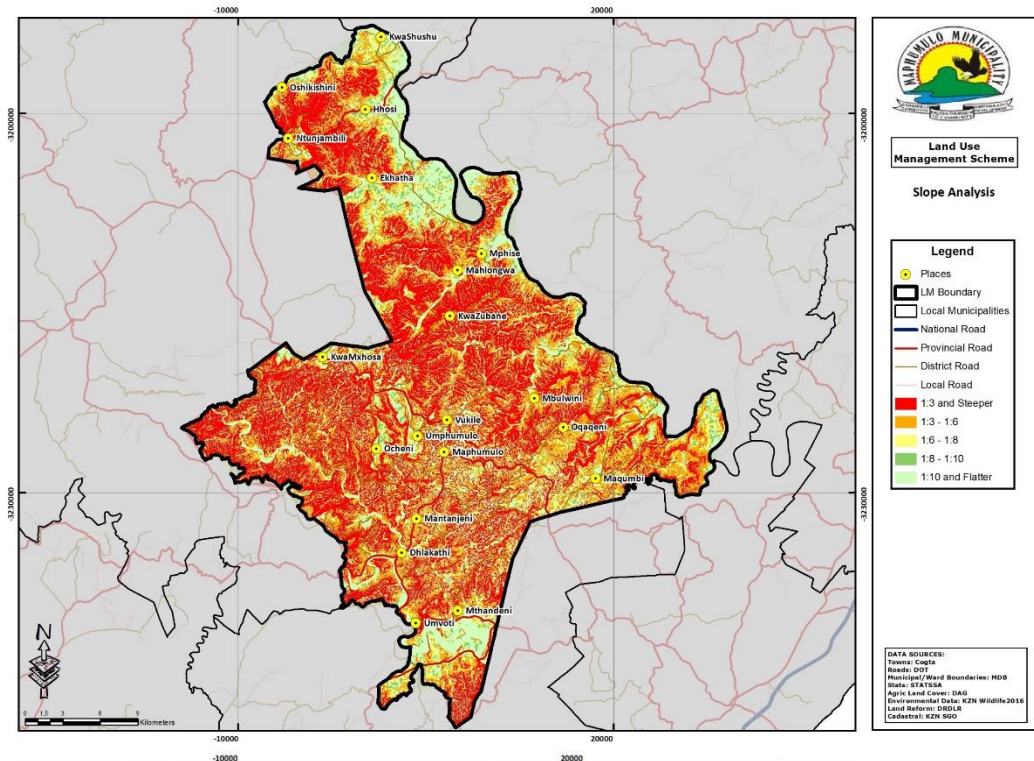 -10000
20000
-3200000
-3200000
-3230000
-3230000
KwaShushu
Oshikishini
Hhosi
Ntunjambili
Ekhatha
Mphise
Mahlongwa
KwaZubane
KwaMxhosa
Mbulwini
Vukile
Oqaqeni
Umphumulo
Ocheni
Maphumulo
Maqumbi
Mantanjeni
Dhlakathi
Mthandeni
Umvoti
N
0 1.5 3 6 9
Kilometers
-10000
20000
MAPHUMULO MUNICIPALITY
Land Use
Management Scheme
Slope Analysis
Legend
Places
LM Boundary
Local Municipalities
National Road
Provincial Road
District Road
Local Road
1:3 and Steeper
1:3 - 1:6
1:6 - 1:8
1:8 - 1:10
1:10 and Flatter
DATA SOURCES:
Towns: Cogta
Roads: DOT
Municipal/Ward Boundaries: MDB
Stats: STATSSA
Agric Land Cover: DAG
Environmental Data: KZN Wildlife2016
Land Reform: DRDLR
Cadastral: KZN SGO